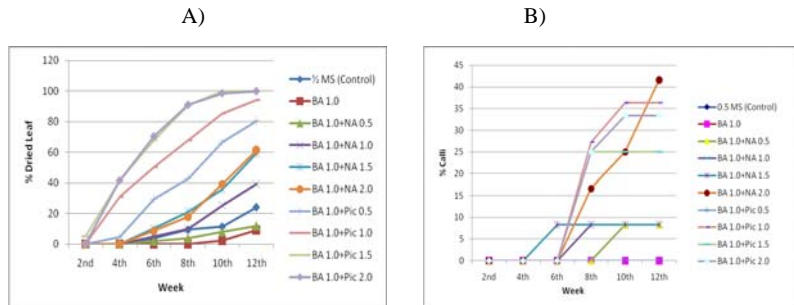 A)
B)
120
100
80
60
40
20
0
% Dried Leaf
2nd 4th 6th 8th 10th 12th
Week
½ MS (Control)
BA 1.0
BA 1.0+NA 0.5
BA 1.0+NA 1.0
BA 1.0+NA 1.5
BA 1.0+NA 2.0
BA 1.0+Pic 0.5
BA 1.0+Pic 1.0
BA 1.0+Pic 1.5
BA 1.0+Pic 2.0
45
40
35
30
25
20
15
10
5
0
% Calli
2nd 4th 6th 8th 10th 12th
Week
0.5 MS (Control)
BA 1.0
BA 1.0+NA 0.5
BA 1.0+NA 1.0
BA 1.0+NA 1.5
BA 1.0+NA 2.0
BA 1.0+Pic 0.5
BA 1.0+Pic 1.0
BA 1.0+Pic 1.5
BA 1.0+Pic 2.0